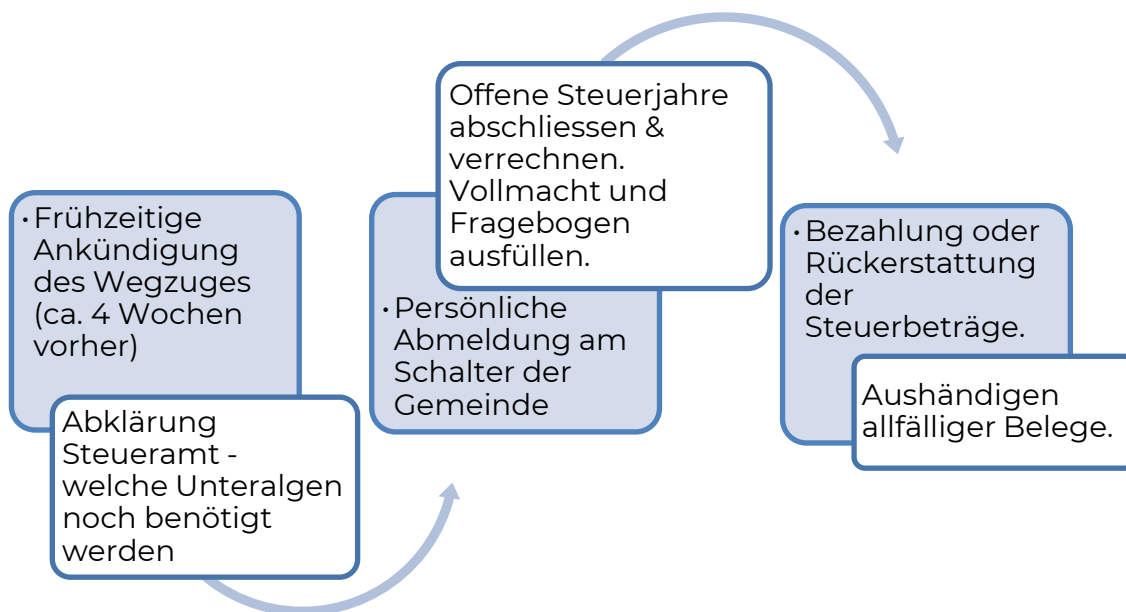 · Frühzeitige
Ankündigung
des Wegzuges
(ca. 4 Wochen
vorher)
Abklärung
Steueramt -
welche Unteralgen
noch benötigt
werden
Offene Steuerjahre
abschliessen &
verrechnen.
Vollmacht und
Fragebogen
ausfüllen.
· Persönliche
Abmeldung am
Schalter der
Gemeinde
· Bezahlung oder
Rückerstattung
der
Steuerbeträge.
Aushändigen
allfälliger Belege.